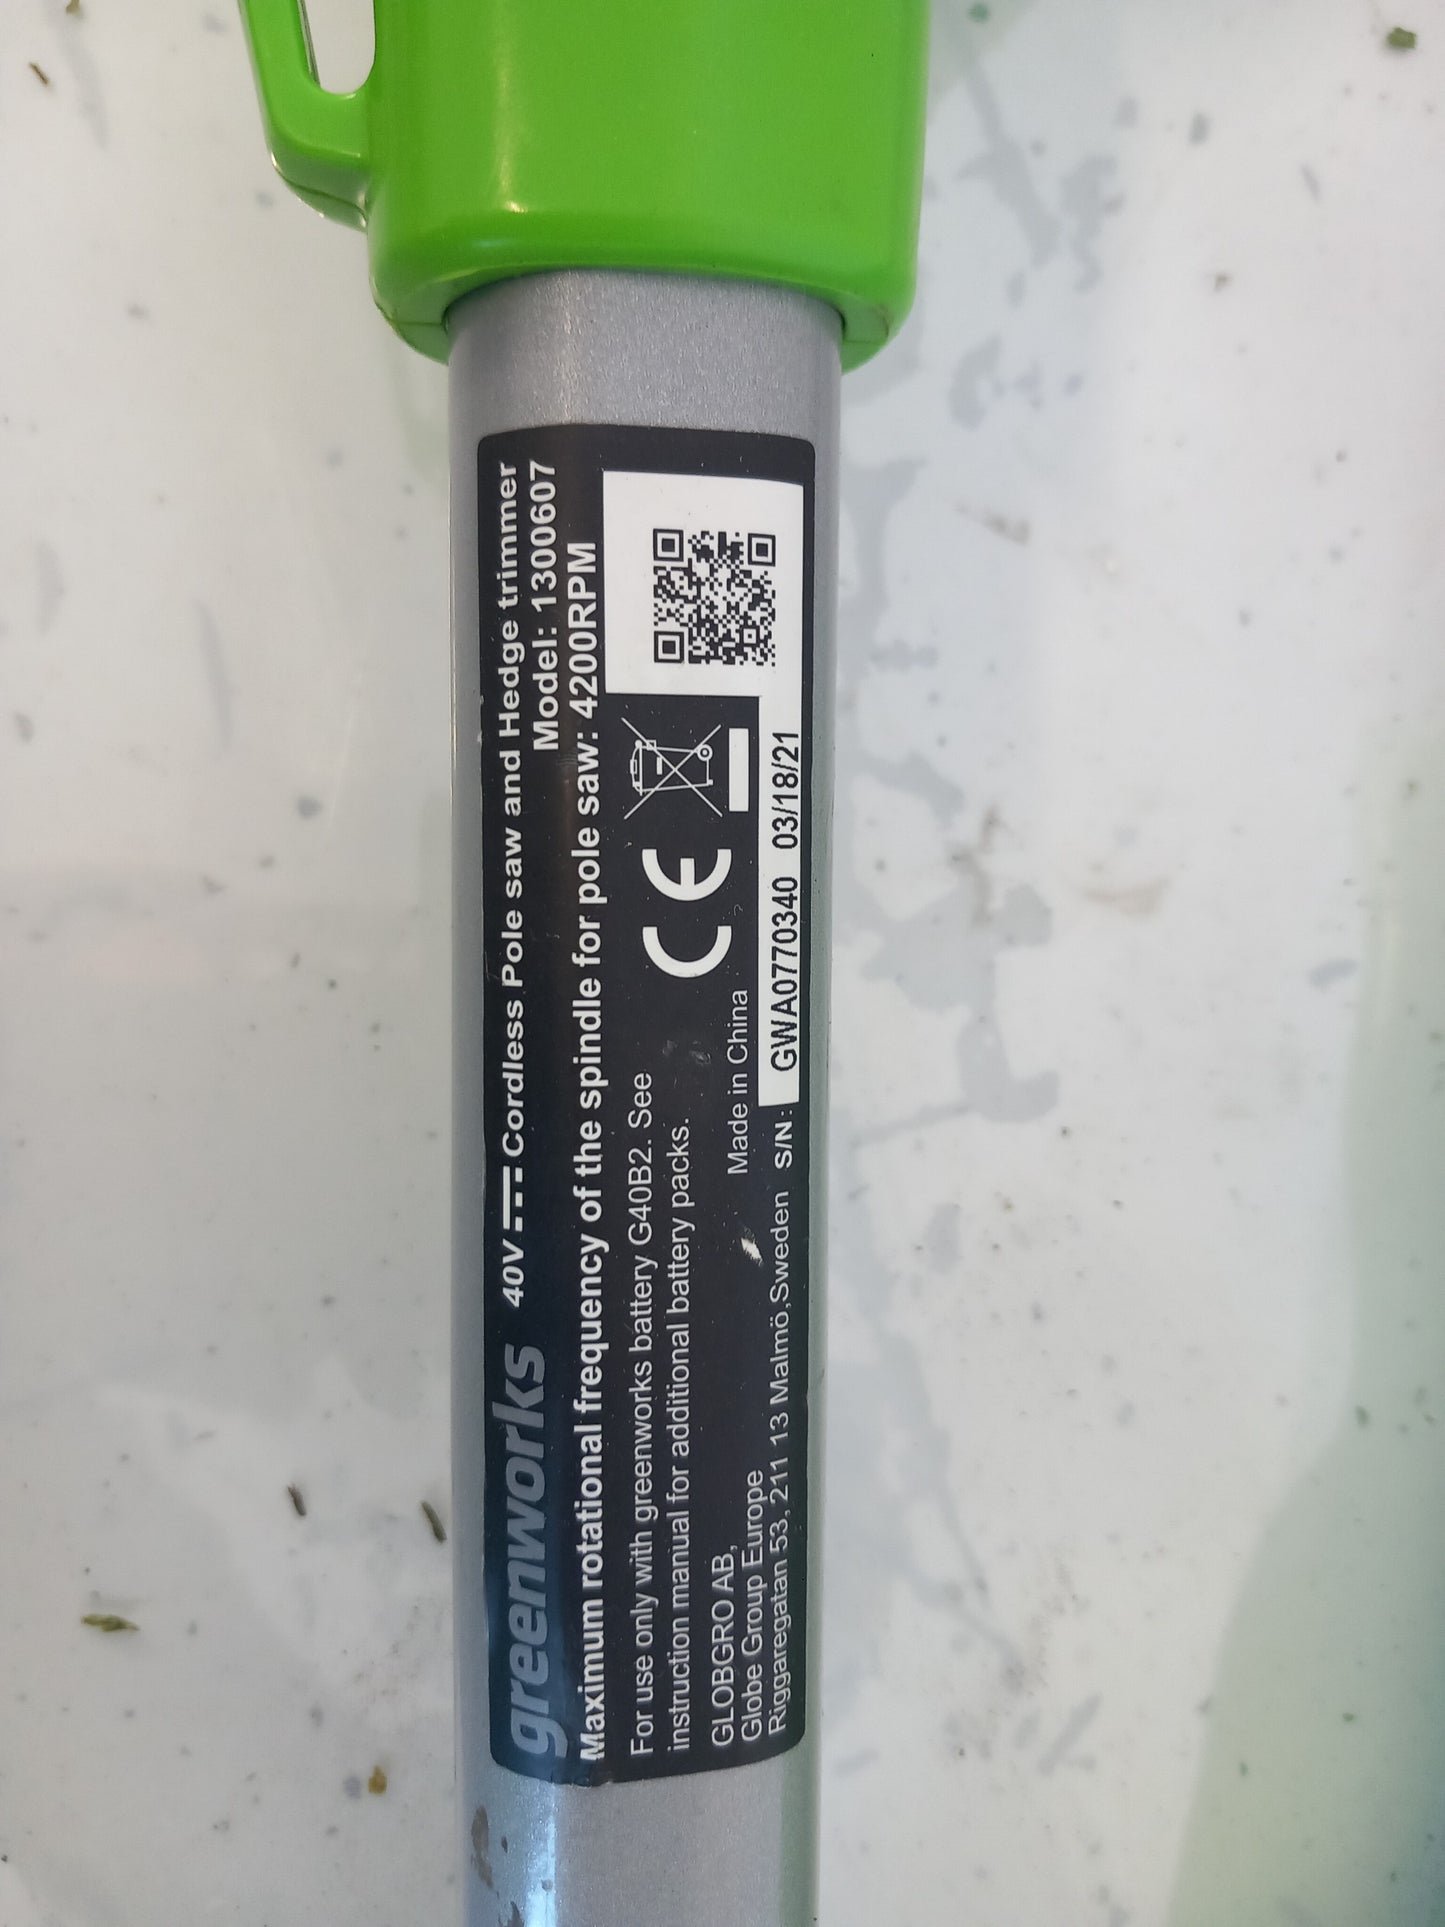 greenworks 40V Cordless Pole saw and Hedge trimmer
Model: 1300607
Maximum rotational frequency of the spindle for pole saw: 4200RPM
For use only with greenworks battery G40B2. See
instruction manual for additional battery packs.
CE
GLOBGRO AB,
Globe Group Europe
Riggaregatan 53, 211 13 Malmö,Sweden
Made in China
S/N: GWA0770340 03/18/21